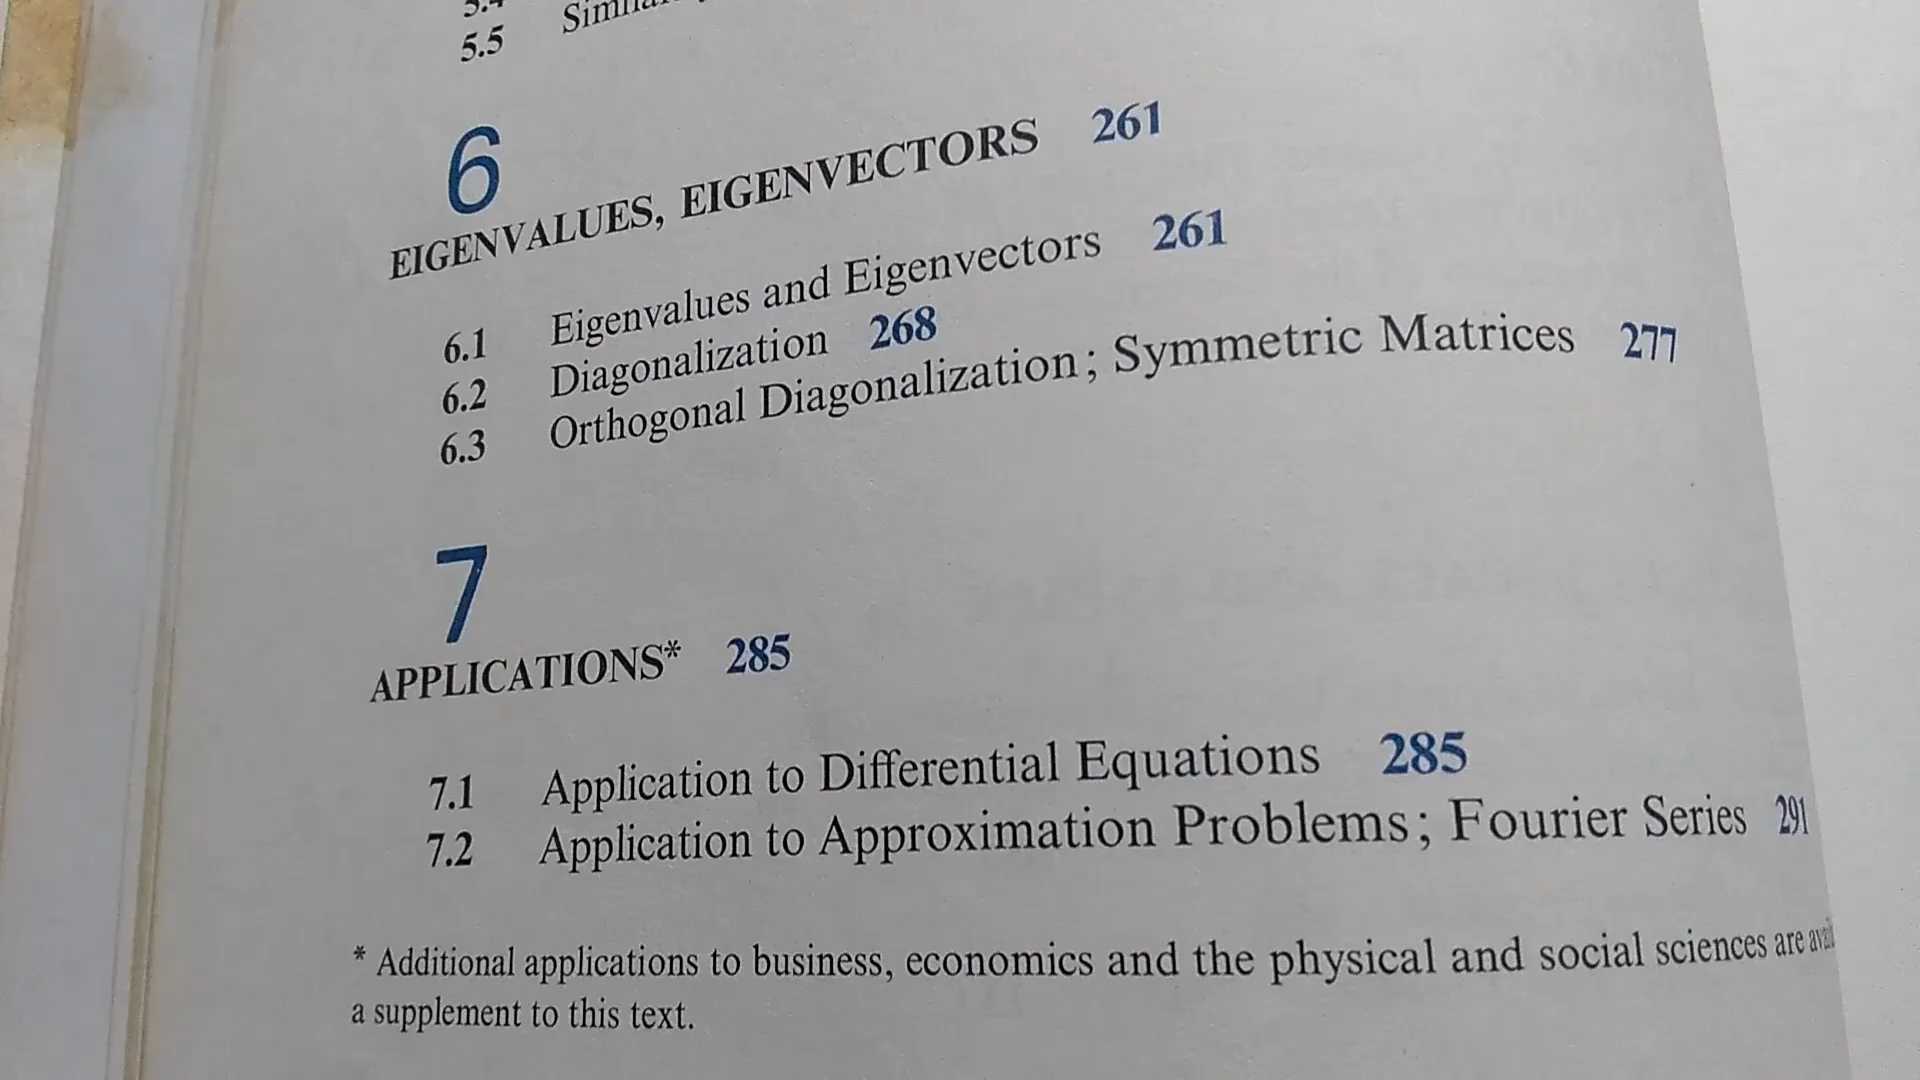 5.4
5.5
6
EIGENVALUES, EIGENVECTORS 261
6.1 Eigenvalues and Eigenvectors 261
6.2 Diagonalization 268
6.3 Orthogonal Diagonalization; Symmetric Matrices 277
7
APPLICATIONS* 285
7.1 Application to Differential Equations 285
7.2 Application to Approximation Problems; Fourier Series 291
* Additional applications to business, economics and the physical and social sciences are
a supplement to this text.